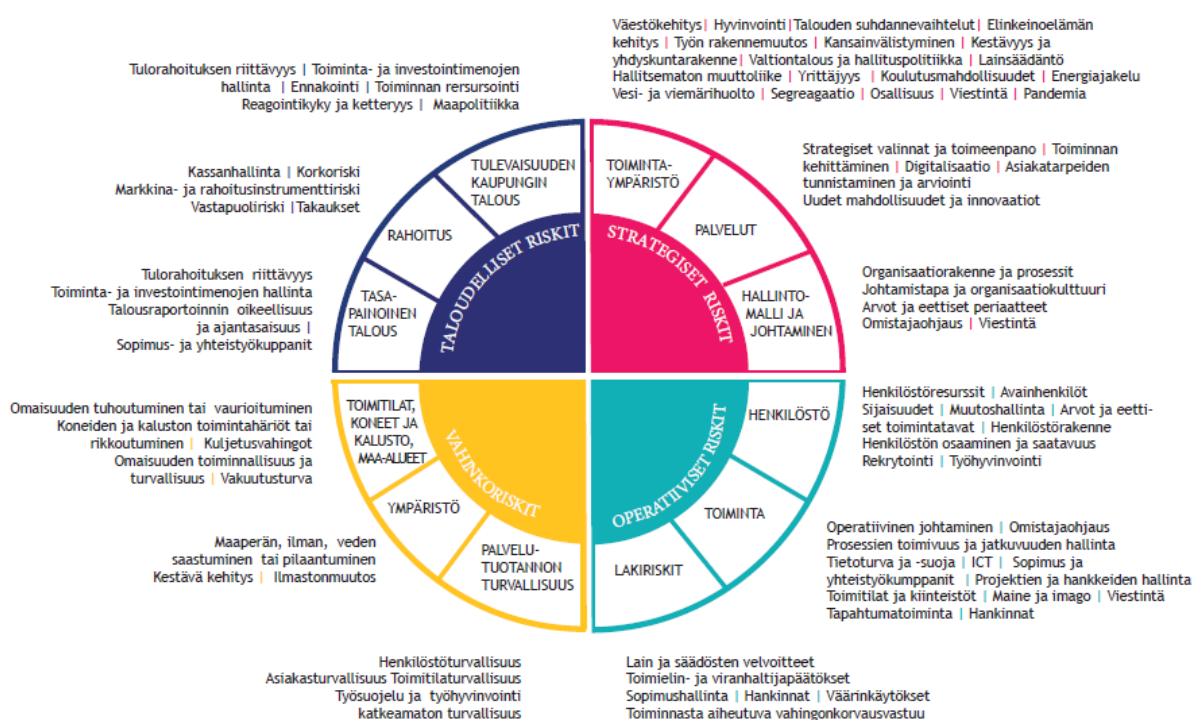 Väestökehitys | Hyvinvointi | Talouden suhdannevaihtelut | Elinkeinoelämän
kehitys | Työn rakennemuutos | Kansainvälistyminen | Kestävyys ja
yhdyskuntarakenne | Valtiontalous ja hallituspolitiikka | Lainsäädäntö
Hallitsematon muuttoliike | Yrittäjyys | Koulutusmahdollisuudet | Energiajakelu
Vesi- ja viemärihuolto | Segreagaatio | Osallisuus | Viestintä | Pandemia
Tulorahoituksen riittävyys | Toiminta- ja investointimenojen
hallinta | Ennakointi | Toiminnan rersursointi
Reagointikyky ja ketteryys | Maapolitiikka
Kassanhallinta | Korkoriski
Markkina- ja rahoitusinstrumenttiriski
Vastapuoliriski | Takaukset
Tulorahoituksen riittävyys
Toiminta- ja investointimenojen hallinta
Talousraportoinnin oikeellisuus
ja ajantasaisuus |
Sopimus- ja yhteistyökuppanit
TULEVAISUUDEN
KAUPUNGIN
TALOUS
RAHOITUS
TASA-
PAINOINEN
TALOUS
TALOUDELLISET RISKIT
TOIMINTA-
YMPÄRISTÖ
PALVELUT
HALLINTO-
MALLI JA
JOHTAMINEN
STRATEGISET RISKIT
Strategiset valinnat ja toimeenpano | Toiminnan
kehittäminen | Digitalisaatio | Asiakatarpeiden
tunnistaminen ja arviointi
Uudet mahdollisuudet ja innovaatiot
Organisaatiorakenne ja prosessit
Johtamistapa ja organisaatiokulttuuri
Arvot ja eettiset periaatteet
Omistajaohjaus | Viestintä
Omaisuuden tuhoutuminen tai vaurioituminen
Koneiden ja kaluston toimintahäriöt tai
rikkoutuminen | Kuljetusvahingot
Omaisuuden toiminnallisuus ja
turvallisuus | Vakuutusturva
Maaperän, ilman, veden
saastuminen tai pilaantuminen
Kestävä kehitys | Ilmastonmuutos
TOIMITILAT,
KONEET JA
KALUSTO,
MAA-ALUEET
YMPÄRISTÖ
PALVELU-
TUOTANNON
TURVALLISUUS
VAHINKORISKIT
HENKILÖSTÖ
TOIMINTA
LAKIRISKIT
OPERATIIVISET RISKIT
Henkilöstöresurssit | Avainhenkilöt
Sijaisuudet | Muutoshallinta | Arvot ja eetti-
set toimintatavat | Henkilöstörakenne
Henkilöstön osaaminen ja saatavuus
Rekrytointi | Työhyvinvointi
Operatiivinen johtaminen | Omistajaohjaus
Prosessien toimivuus ja jatkuvuuden hallinta
Tietoturva ja -suoja | ICT | Sopimus ja
yhteistyökumppanit | Projektien ja hankkeiden hallinta
Toimitilat ja kiinteistöt | Maine ja imago | Viestintä
Tapahtumatoiminta | Hankinnat
Henkilöstöturvallisuus
Asiakasturvallisuus Toimitilaturvallisuus
Työsuojelu ja työhyvinvointi
katkeamaton turvallisuus
Lain ja säädösten velvoitteet
Toimielin- ja viranhaltijapäätökset
Sopimushallinta | Hankinnat | Väärinkäytökset
Toiminnasta aiheutuva vahingonkorvausvastuu